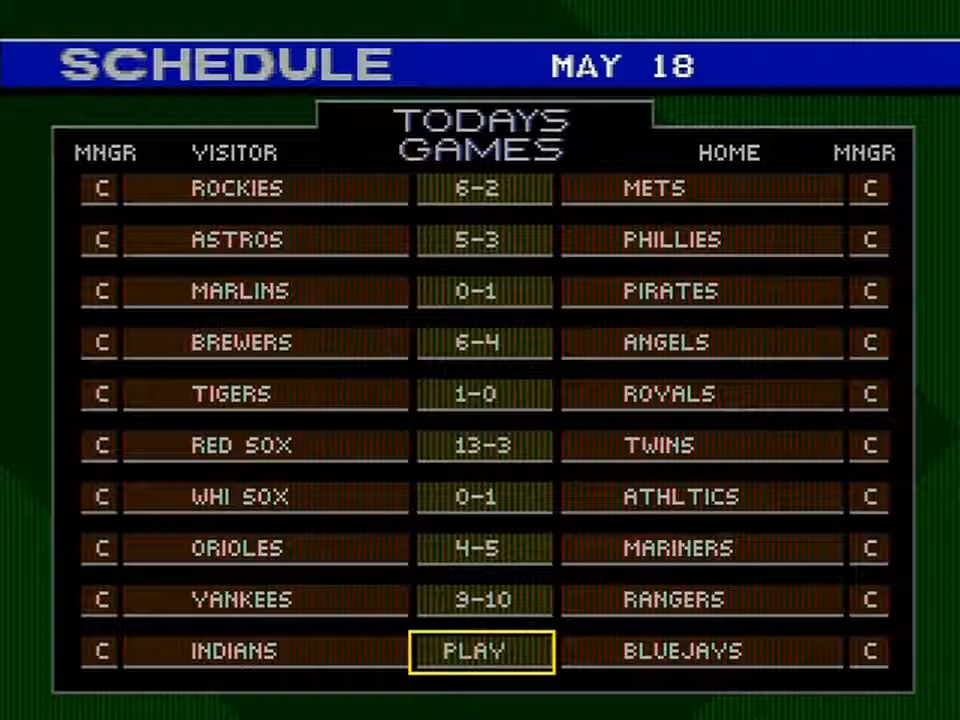 SCHEDULE MAY 18
TODAYS
GAMES
MNGR VISITOR HOME MNGR
C ROCKIES 6-2 METS C
C ASTROS 5-3 PHILLIES C
C MARLINS 0-1 PIRATES C
C BREWERS 6-4 ANGELS C
C TIGERS 1-0 ROYALS C
C RED SOX 13-3 TWINS C
C WHI SOX 0-1 ATHLTICS C
C ORIOLES 4-5 MARINERS C
C YANKEES 9-10 RANGERS C
C INDIANS PLAY BLUEJAYS C